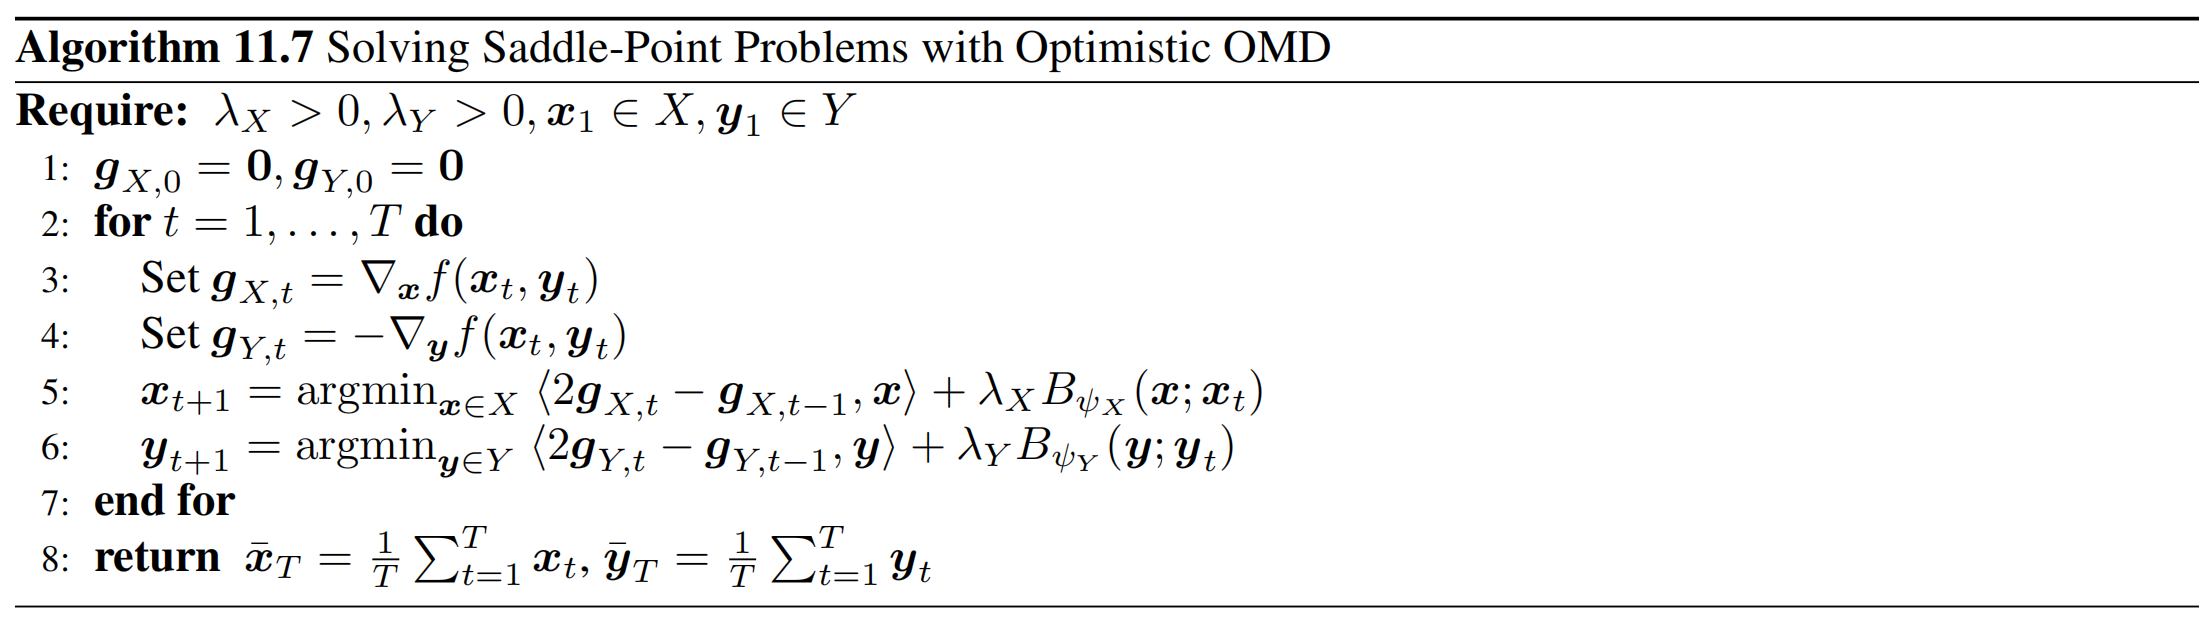 Algorithm 11.7 Solving Saddle-Point Problems with Optimistic OMD
Require: $\lambda_X > 0, \lambda_Y > 0, \boldsymbol{x}_1 \in X, \boldsymbol{y}_1 \in Y$
1: $\boldsymbol{g}_{X,0} = \mathbf{0}, \boldsymbol{g}_{Y,0} = \mathbf{0}$
2: for $t = 1, \ldots, T$ do
3: Set $\boldsymbol{g}_{X,t} = \nabla_{\boldsymbol{x}} f(\boldsymbol{x}_t, \boldsymbol{y}_t)$
4: Set $\boldsymbol{g}_{Y,t} = -\nabla_{\boldsymbol{y}} f(\boldsymbol{x}_t, \boldsymbol{y}_t)$
5: $\boldsymbol{x}_{t+1} = \operatorname{argmin}_{\boldsymbol{x} \in X} \langle 2\boldsymbol{g}_{X,t} - \boldsymbol{g}_{X,t-1}, \boldsymbol{x} \rangle + \lambda_X B_{\psi_X}(\boldsymbol{x}; \boldsymbol{x}_t)$
6: $\boldsymbol{y}_{t+1} = \operatorname{argmin}_{\boldsymbol{y} \in Y} \langle 2\boldsymbol{g}_{Y,t} - \boldsymbol{g}_{Y,t-1}, \boldsymbol{y} \rangle + \lambda_Y B_{\psi_Y}(\boldsymbol{y}; \boldsymbol{y}_t)$
7: end for
8: return $\bar{\boldsymbol{x}}_T = \frac{1}{T} \sum_{t=1}^{T} \boldsymbol{x}_t, \bar{\boldsymbol{y}}_T = \frac{1}{T} \sum_{t=1}^{T} \boldsymbol{y}_t$